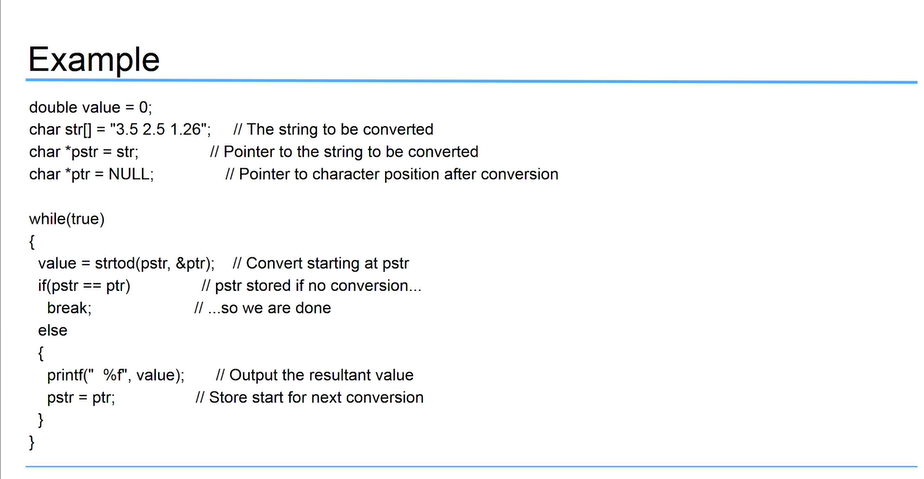 Example
double value = 0;
char str[] = "3.5 2.5 1.26";     // The string to be converted
char *pstr = str;                // Pointer to the string to be converted
char *ptr = NULL;                // Pointer to character position after conversion
while(true)
{
  value = strtod(pstr, &ptr);    // Convert starting at pstr
  if(pstr == ptr)                // pstr stored if no conversion...
    break;                       // ...so we are done
  else
  {
    printf("  %f", value);       // Output the resultant value
    pstr = ptr;                  // Store start for next conversion
  }
}